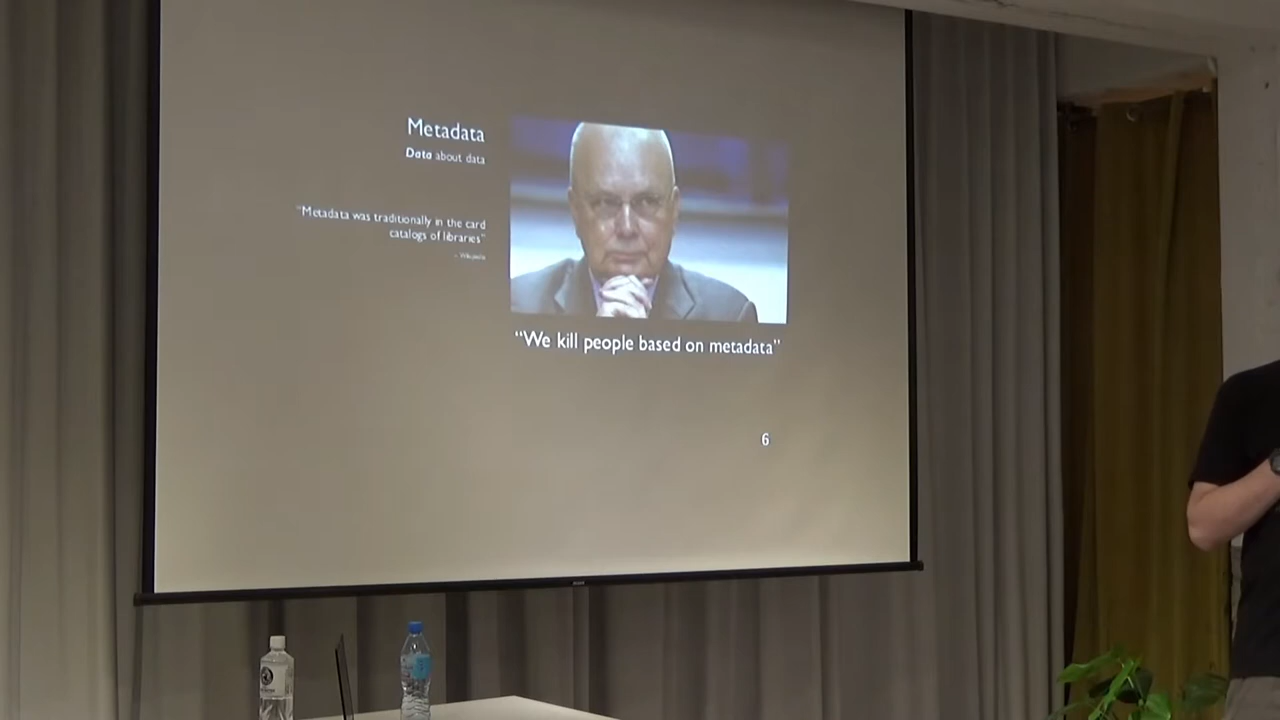 Metadata
Data about data
"Metadata was traditionally in the card
catalogs of libraries"
- Wikipedia
"We kill people based on metadata"
6